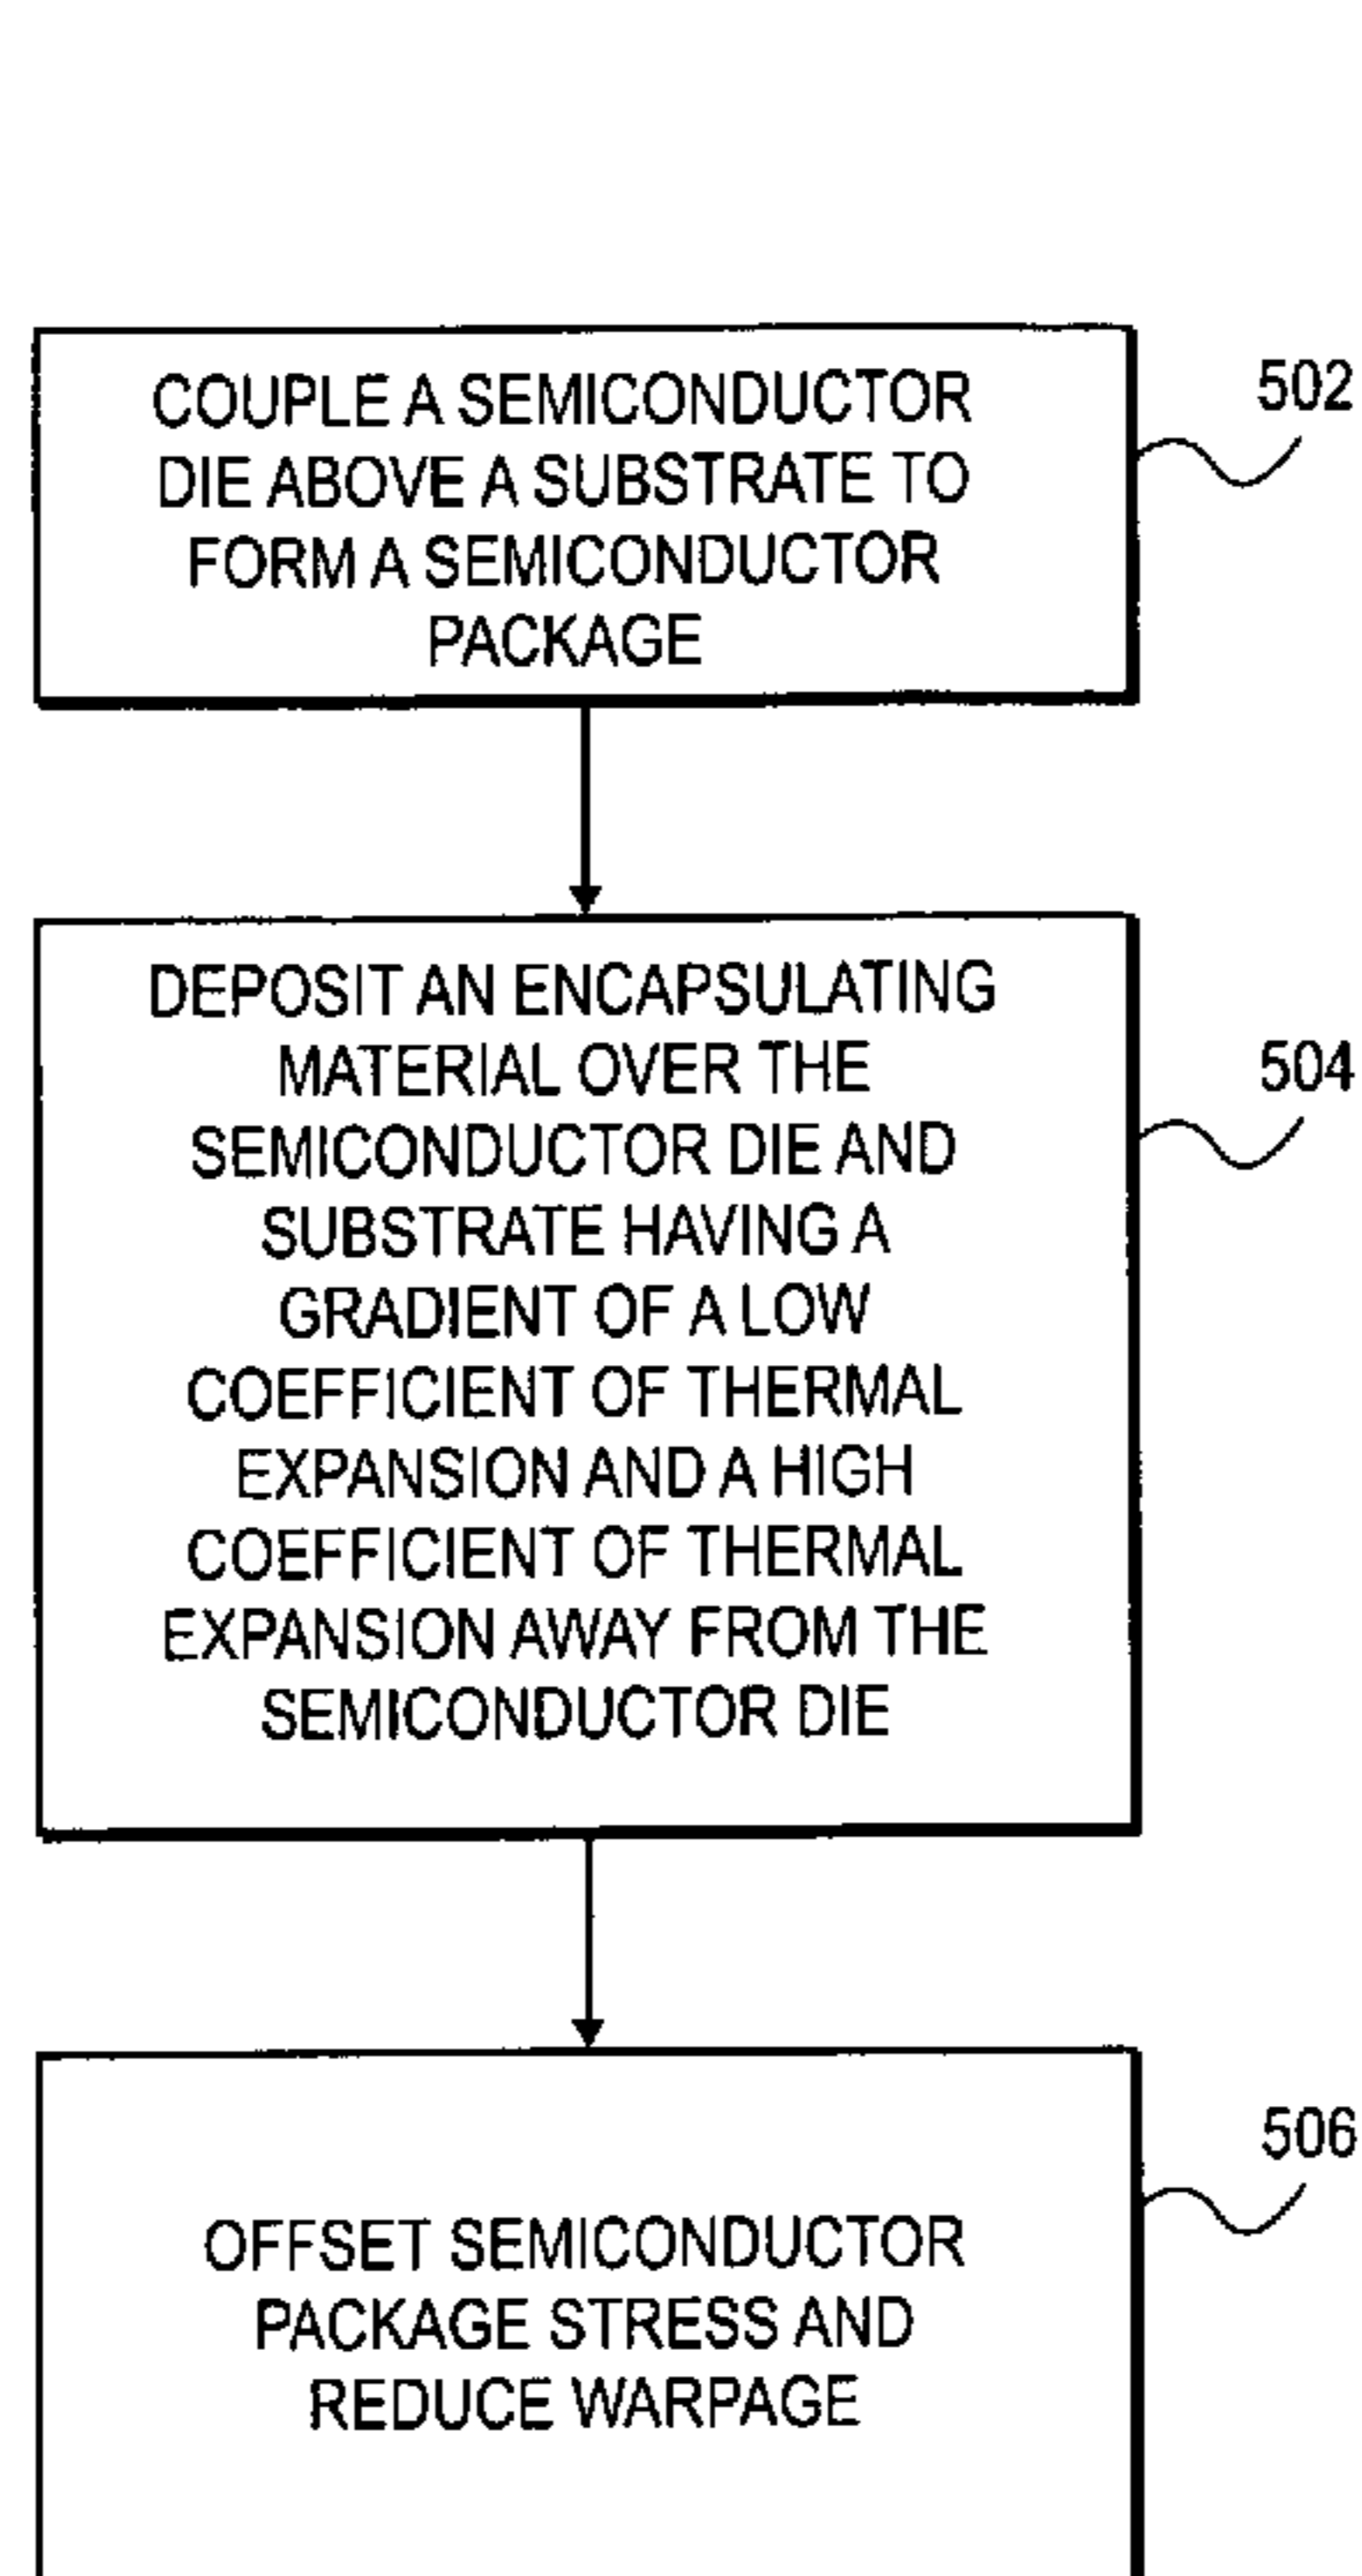 COUPLE A SEMICONDUCTOR
DIE ABOVE A SUBSTRATE TO
FORM A SEMICONDUCTOR
PACKAGE
502
DEPOSIT AN ENCAPSULATING
MATERIAL OVER THE
SEMICONDUCTOR DIE AND
SUBSTRATE HAVING A
GRADIENT OF A LOW
COEFFICIENT OF THERMAL
EXPANSION AND A HIGH
COEFFICIENT OF THERMAL
EXPANSION AWAY FROM THE
SEMICONDUCTOR DIE
504
OFFSET SEMICONDUCTOR
PACKAGE STRESS AND
REDUCE WARPAGE
506